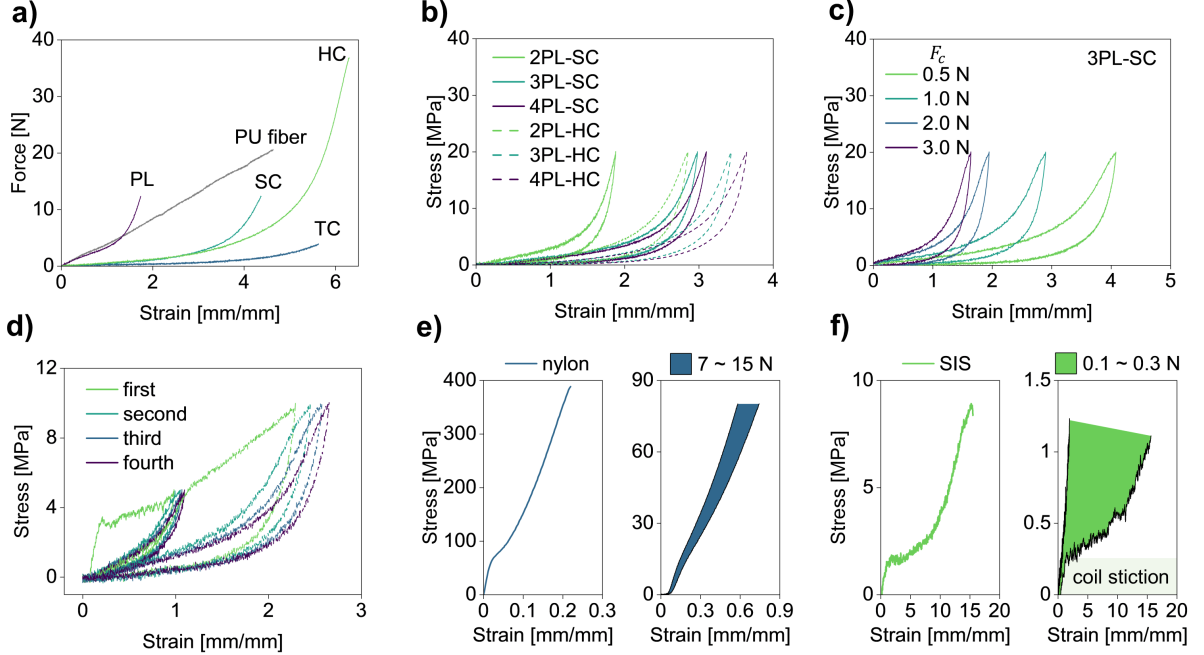 a)
40
30
20
10
0
Force [N]
0
2
4
6
Strain [mm/mm]
HC
PU fiber
PL
SC
TC
b)
40
30
20
10
0
Stress [MPa]
0
1
2
3
4
Strain [mm/mm]
2PL-SC
3PL-SC
4PL-SC
2PL-HC
3PL-HC
4PL-HC
c)
40
30
20
10
0
Stress [MPa]
0
1
2
3
4
5
Strain [mm/mm]
F_c
0.5 N
1.0 N
2.0 N
3.0 N
3PL-SC
d)
12
8
4
0
Stress [MPa]
0
1
2
3
Strain [mm/mm]
first
second
third
fourth
e)
nylon
400
300
200
100
0
Stress [MPa]
0
0.1
0.2
0.3
Strain [mm/mm]
7 ~ 15 N
90
60
30
0
0
0.3
0.6
0.9
Strain [mm/mm]
f)
SIS
10
5
0
Stress [MPa]
0
5
10
15
20
Strain [mm/mm]
0.1 ~ 0.3 N
1.5
1
0.5
0
coil stiction
0
5
10
15
20
Strain [mm/mm]